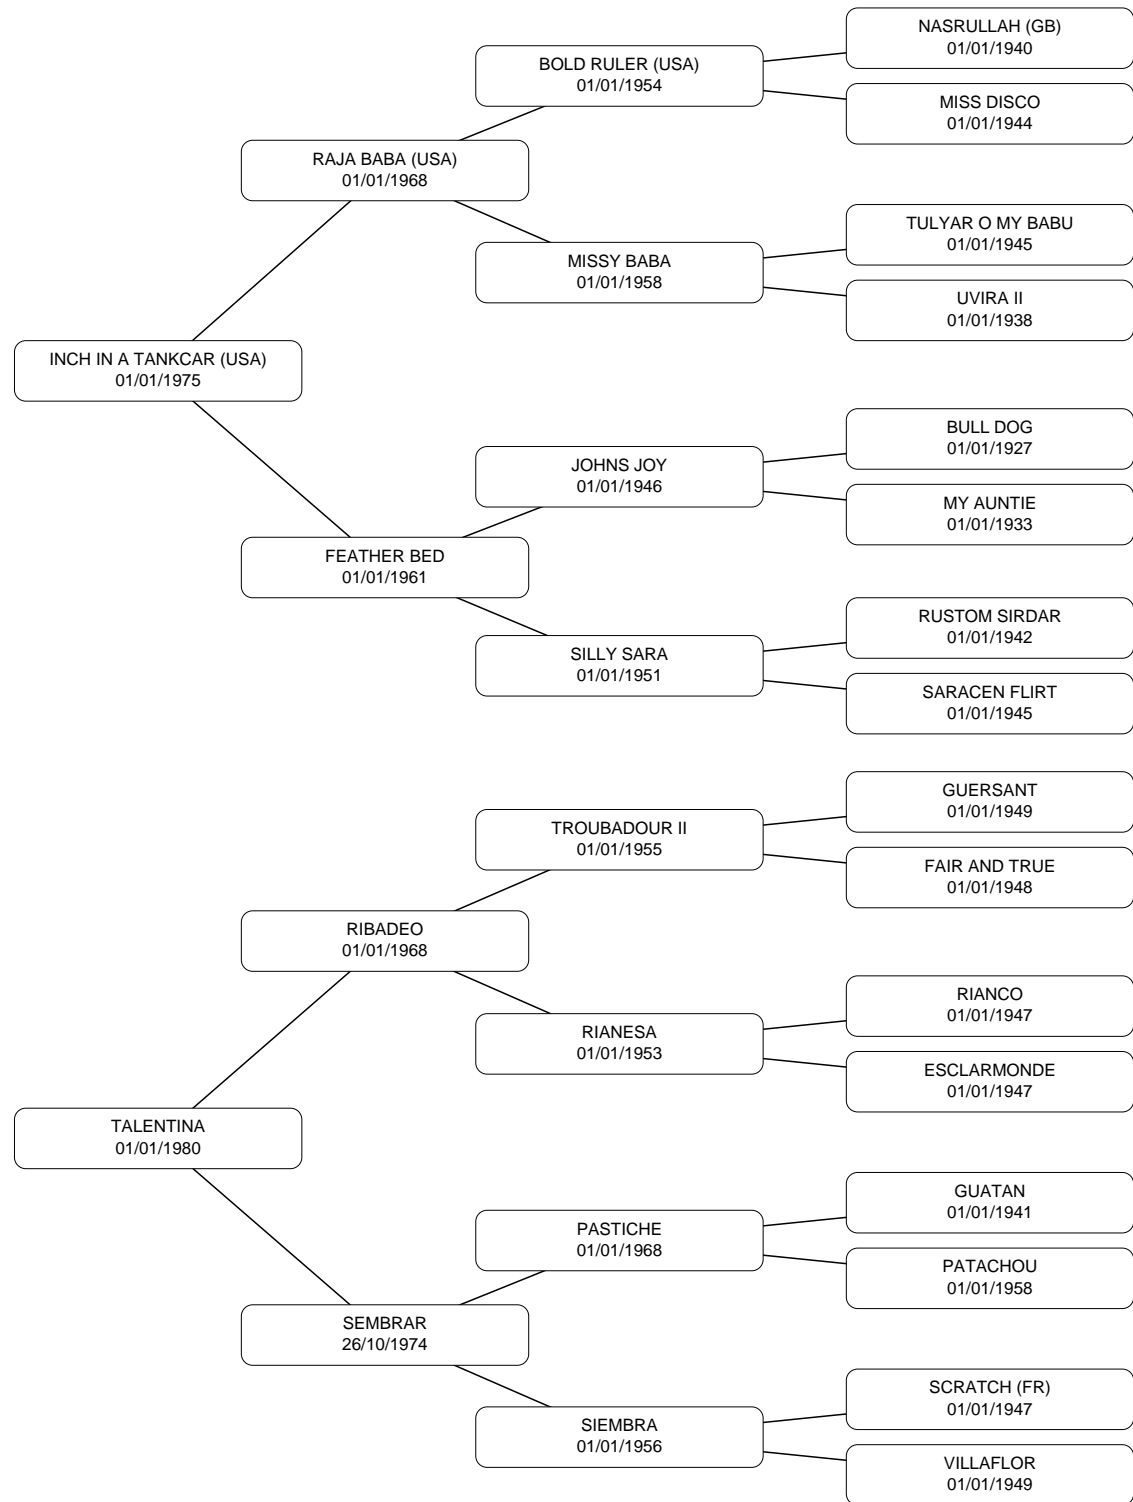 NASRULLAH (GB)
01/01/1940
BOLD RULER (USA)
01/01/1954
MISS DISCO
01/01/1944
RAJA BABA (USA)
01/01/1968
TULYAR O MY BABU
01/01/1945
MISSY BABA
01/01/1958
UVIRA II
01/01/1938
INCH IN A TANKCAR (USA)
01/01/1975
BULL DOG
01/01/1927
JOHNS JOY
01/01/1946
MY AUNTIE
01/01/1933
FEATHER BED
01/01/1961
RUSTOM SIRDAR
01/01/1942
SILLY SARA
01/01/1951
SARACEN FLIRT
01/01/1945
GUERSANT
01/01/1949
TROUBADOUR II
01/01/1955
FAIR AND TRUE
01/01/1948
RIBADEO
01/01/1968
RIANCO
01/01/1947
RIANESA
01/01/1953
ESCLARMONDE
01/01/1947
TALENTINA
01/01/1980
GUATAN
01/01/1941
PASTICHE
01/01/1968
PATACHOU
01/01/1958
SEMBRAR
26/10/1974
SCRATCH (FR)
01/01/1947
SIEMBRA
01/01/1956
VILLAFLOR
01/01/1949